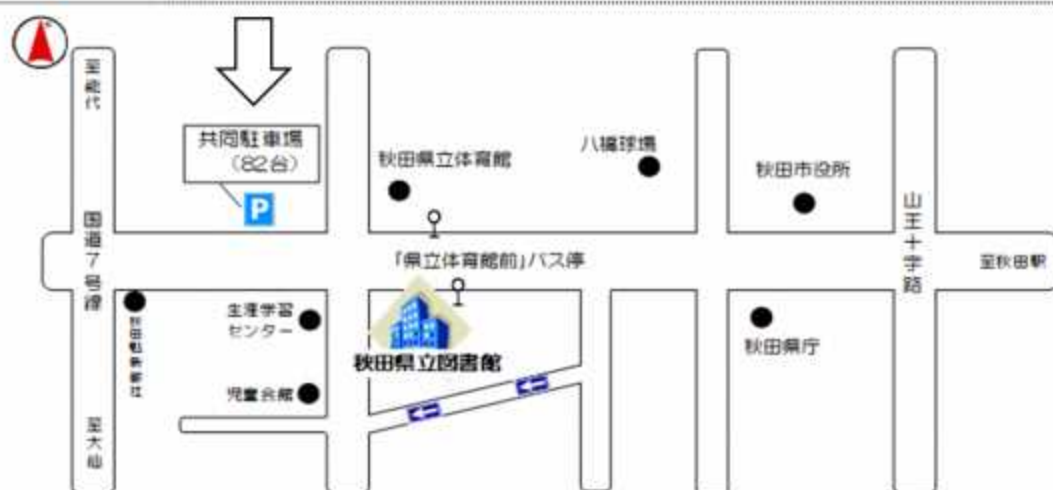 至能代
共同駐車場
(82台)
P
秋田県立体育館
八橋球場
秋田市役所
山王十字路
国道7号線
「県立体育館前」バス停
至秋田駅
生涯学習
センター
秋田県立図書館
秋田県庁
児童会館
至大仙